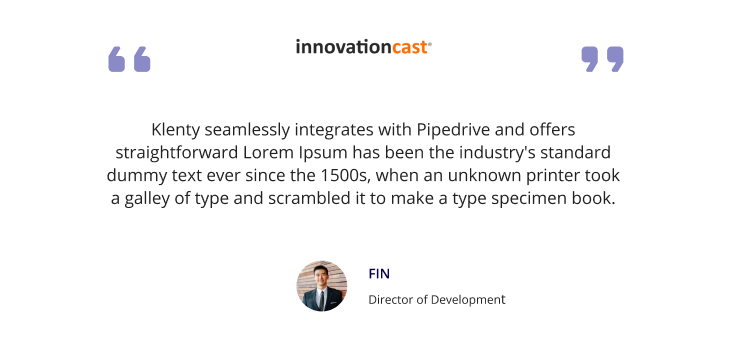 innovationcast®
Klenty seamlessly integrates with Pipedrive and offers
straightforward Lorem Ipsum has been the industry's standard
dummy text ever since the 1500s, when an unknown printer took
a galley of type and scrambled it to make a type specimen book.
FIN
Director of Development